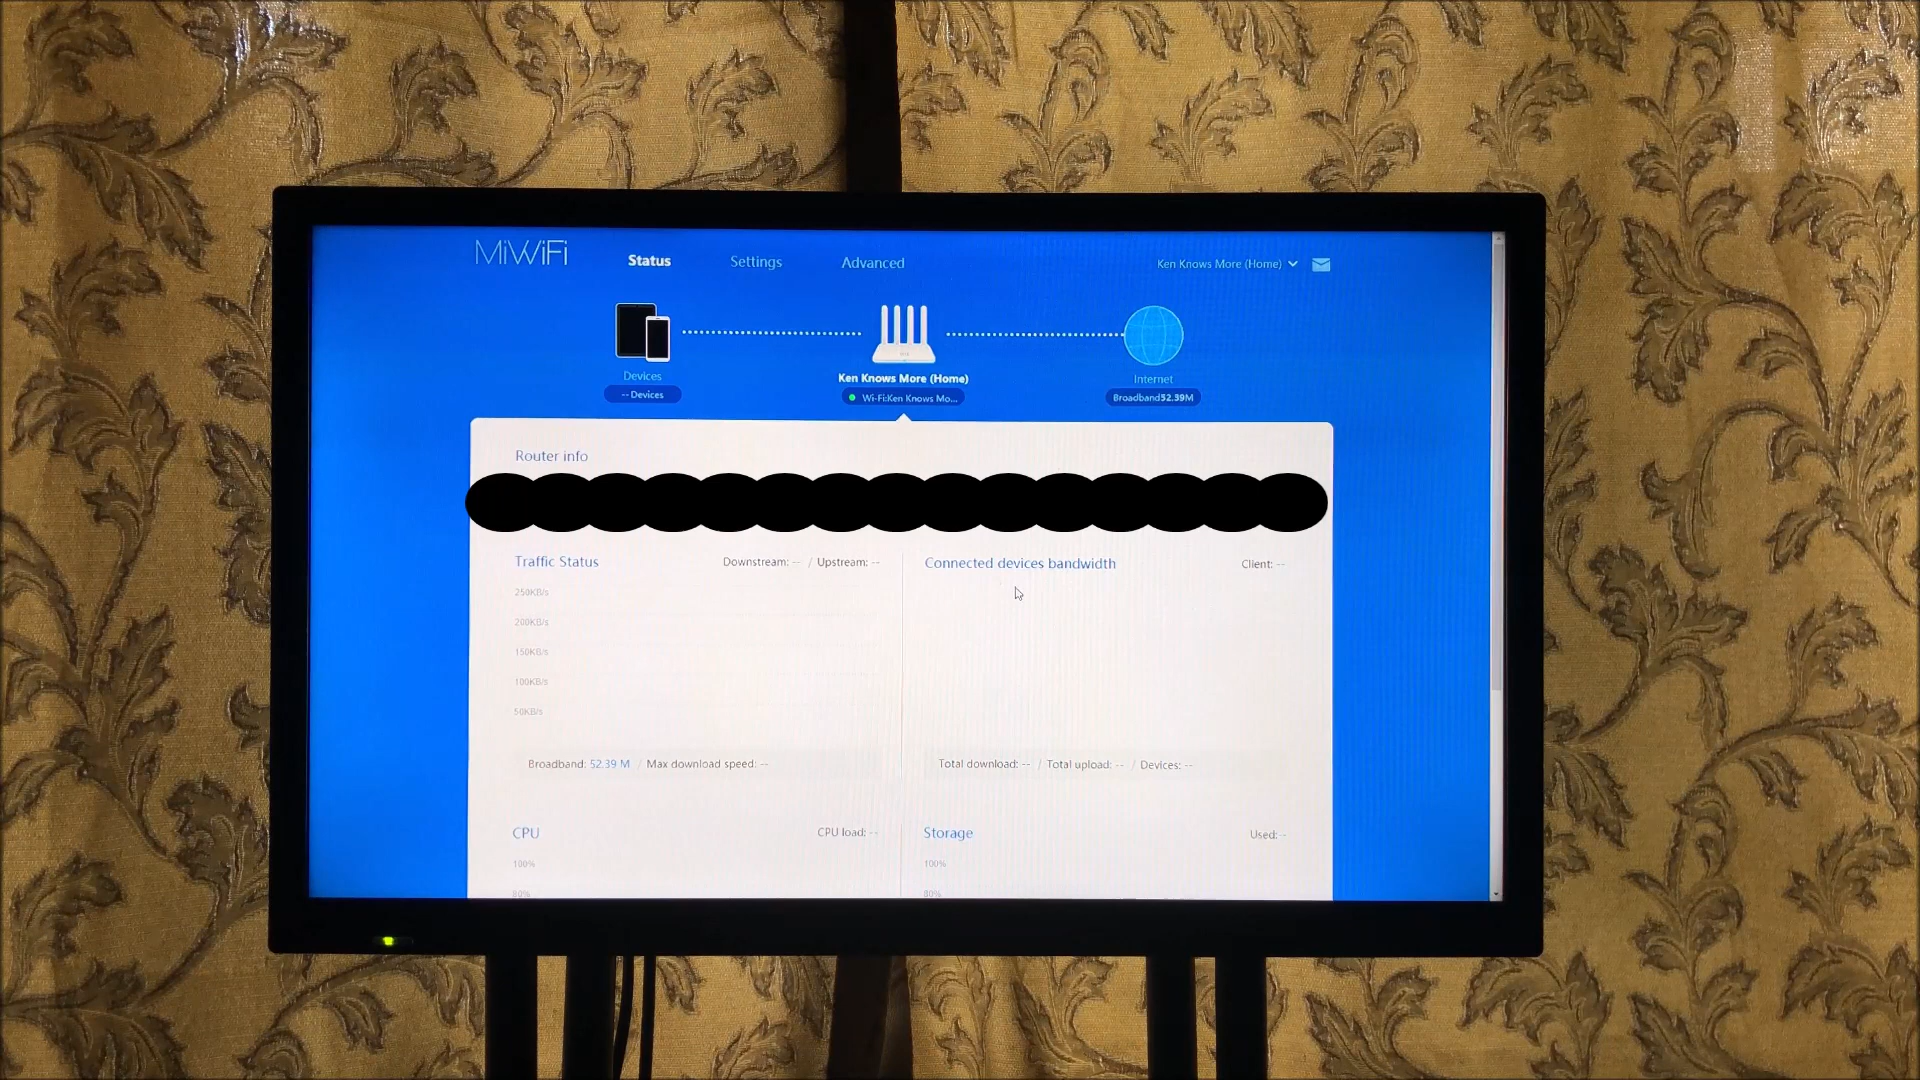 MiWiFi Status Settings Advanced Ken Knows More (Home)
Devices Ken Knows More (Home) Internet
-- Devices Wi-Fi:Ken Knows Mo... Broadband52.39M
Router info
Traffic Status Downstream: -- / Upstream: --
250KB/s
200KB/s
150KB/s
100KB/s
50KB/s
Broadband: 52.39 M / Max download speed: --
Connected devices bandwidth Client: --
Total download: -- / Total upload: -- / Devices: --
CPU CPU load: --
100%
80%
Storage Used: --
100%
80%